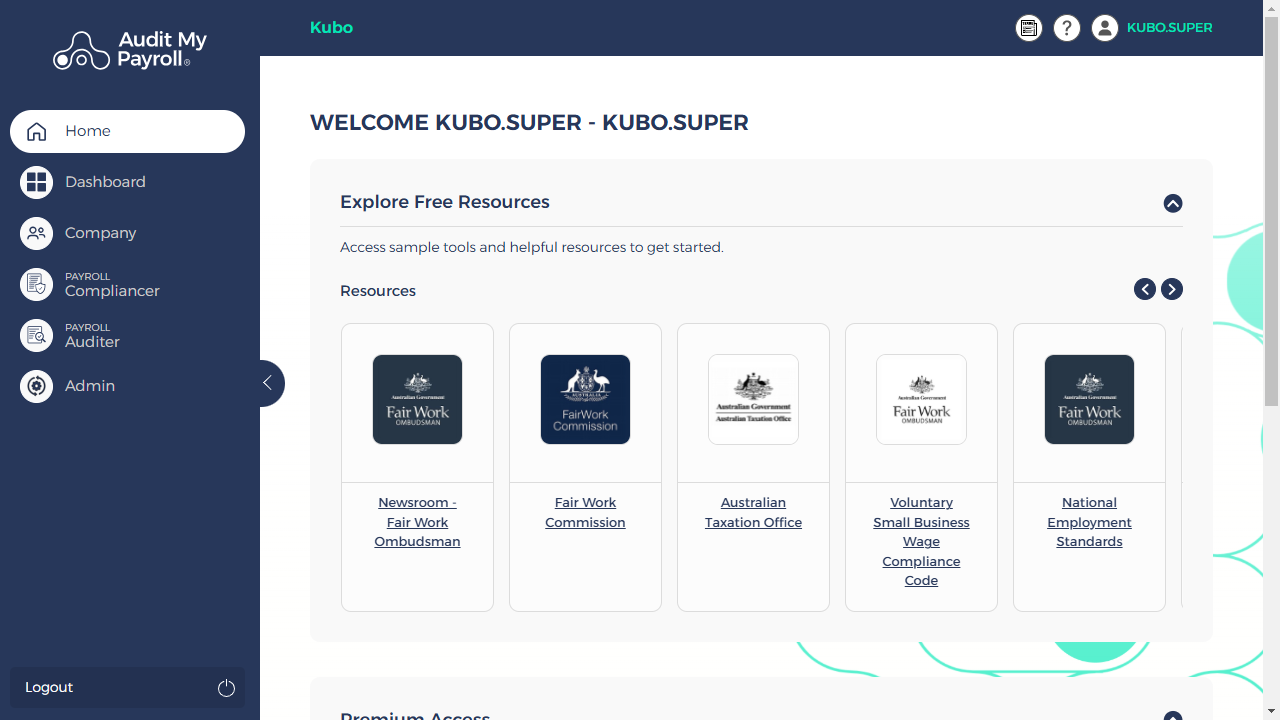 Audit My
Payroll®
Kubo
KUBO.SUPER
Home
Dashboard
Company
PAYROLL
Compliancer
PAYROLL
Auditer
Admin
Logout
WELCOME KUBO.SUPER - KUBO.SUPER
Explore Free Resources
Access sample tools and helpful resources to get started.
Resources
Australian Government
Fair Work
OMBUDSMAN
Newsroom -
Fair Work
Ombudsman
AUSTRALIA
FairWork
Commission
Fair Work
Commission
Australian Government
Australian Taxation Office
Australian
Taxation Office
Australian Government
Fair Work
OMBUDSMAN
Voluntary
Small Business
Wage
Compliance
Code
Australian Government
Fair Work
OMBUDSMAN
National
Employment
Standards
Premium Access